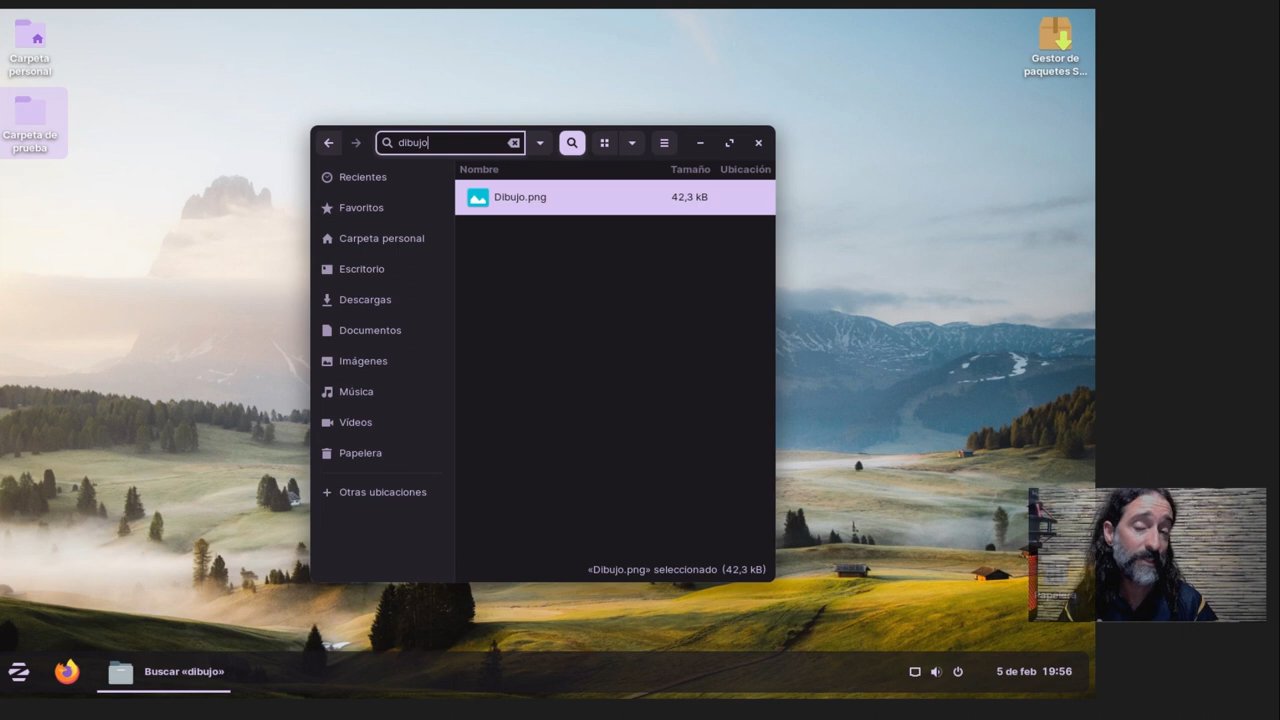 Carpeta
personal
Carpeta de
prueba
Gestor de
paquetes S...
dibujo
Nombre Tamaño Ubicación
Dibujo.png 42,3 kB
Recientes
Favoritos
Carpeta personal
Escritorio
Descargas
Documentos
Imágenes
Música
Vídeos
Papelera
Otras ubicaciones
«Dibujo.png» seleccionado (42,3 kB)
Papelera
Buscar «dibujo»
5 de feb 19:56